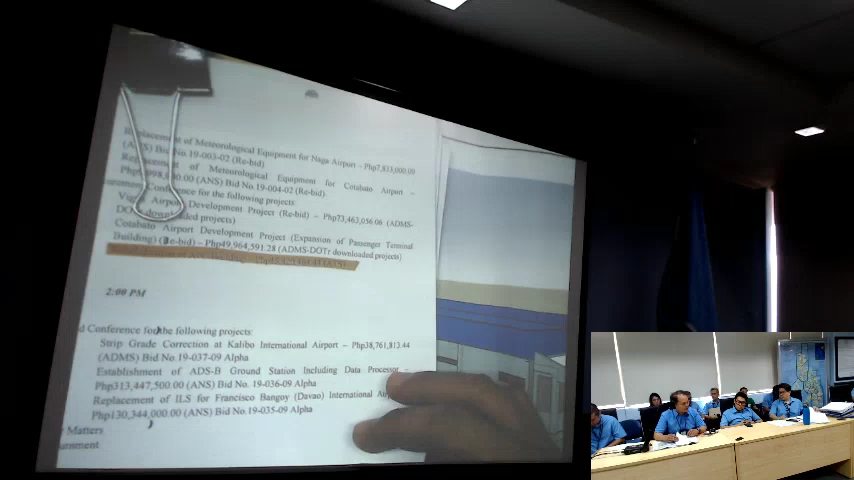 of Meteorological Equipment for Naga Airport – Php7,813,000.09
(ANS) Bid No.19-003-02 (Re-bid)
Replacement of Meteorological Equipment for Cotabato Airport –
(ANS) Bid No.19-004-02 (Re-bid)
Conference for the following projects:
Airport Development Project (Re-bid) – Php73,463,056.06 (ADMS-
projects)
Cotabato Airport Development Project (Expansion of Passenger Terminal
Building) (Re-bid) – Php49,964,591.28 (ADMS-DOTr downloaded projects)
2:00 PM
Conference for the following projects:
Strip Grade Correction at Kalibo International Airport – Php38,761,813.44
(ADMS) Bid No.19-037-09 Alpha
Establishment of ADS-B Ground Station Including Data Processor –
Php313,447,500.00 (ANS) Bid No.19-036-09 Alpha
Replacement of ILS for Francisco Bangoy (Davao) International
Php130,344,000.00 (ANS) Bid No.19-035-09 Alpha
Matters